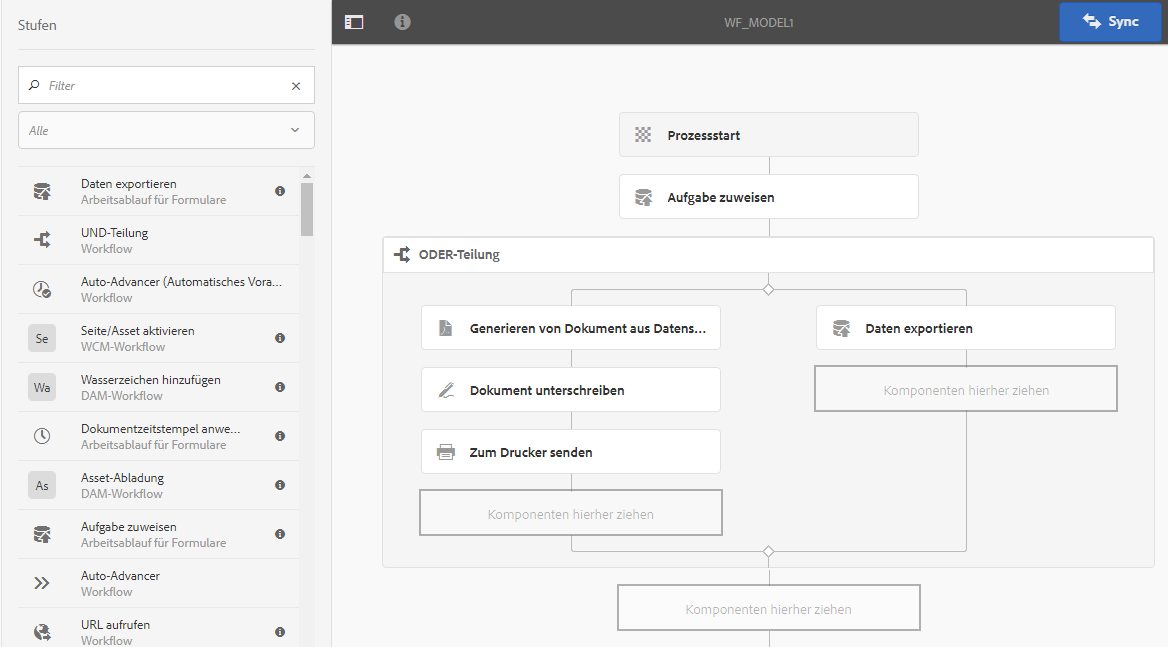 Stufen
Filter
Alle
Daten exportieren
Arbeitsablauf für Formulare
UND-Teilung
Workflow
Auto-Advancer (Automatisches Vora...
Workflow
Se
Seite/Asset aktivieren
WCM-Workflow
Wa
Wasserzeichen hinzufügen
DAM-Workflow
Dokumentzeitstempel anwe...
Arbeitsablauf für Formulare
As
Asset-Abladung
DAM-Workflow
Aufgabe zuweisen
Arbeitsablauf für Formulare
Auto-Advancer
Workflow
URL aufrufen
Workflow
WF_MODEL1
Sync
Prozessstart
Aufgabe zuweisen
ODER-Teilung
Generieren von Dokument aus Datens...
Dokument unterschreiben
Zum Drucker senden
Komponenten hierher ziehen
Daten exportieren
Komponenten hierher ziehen
Komponenten hierher ziehen